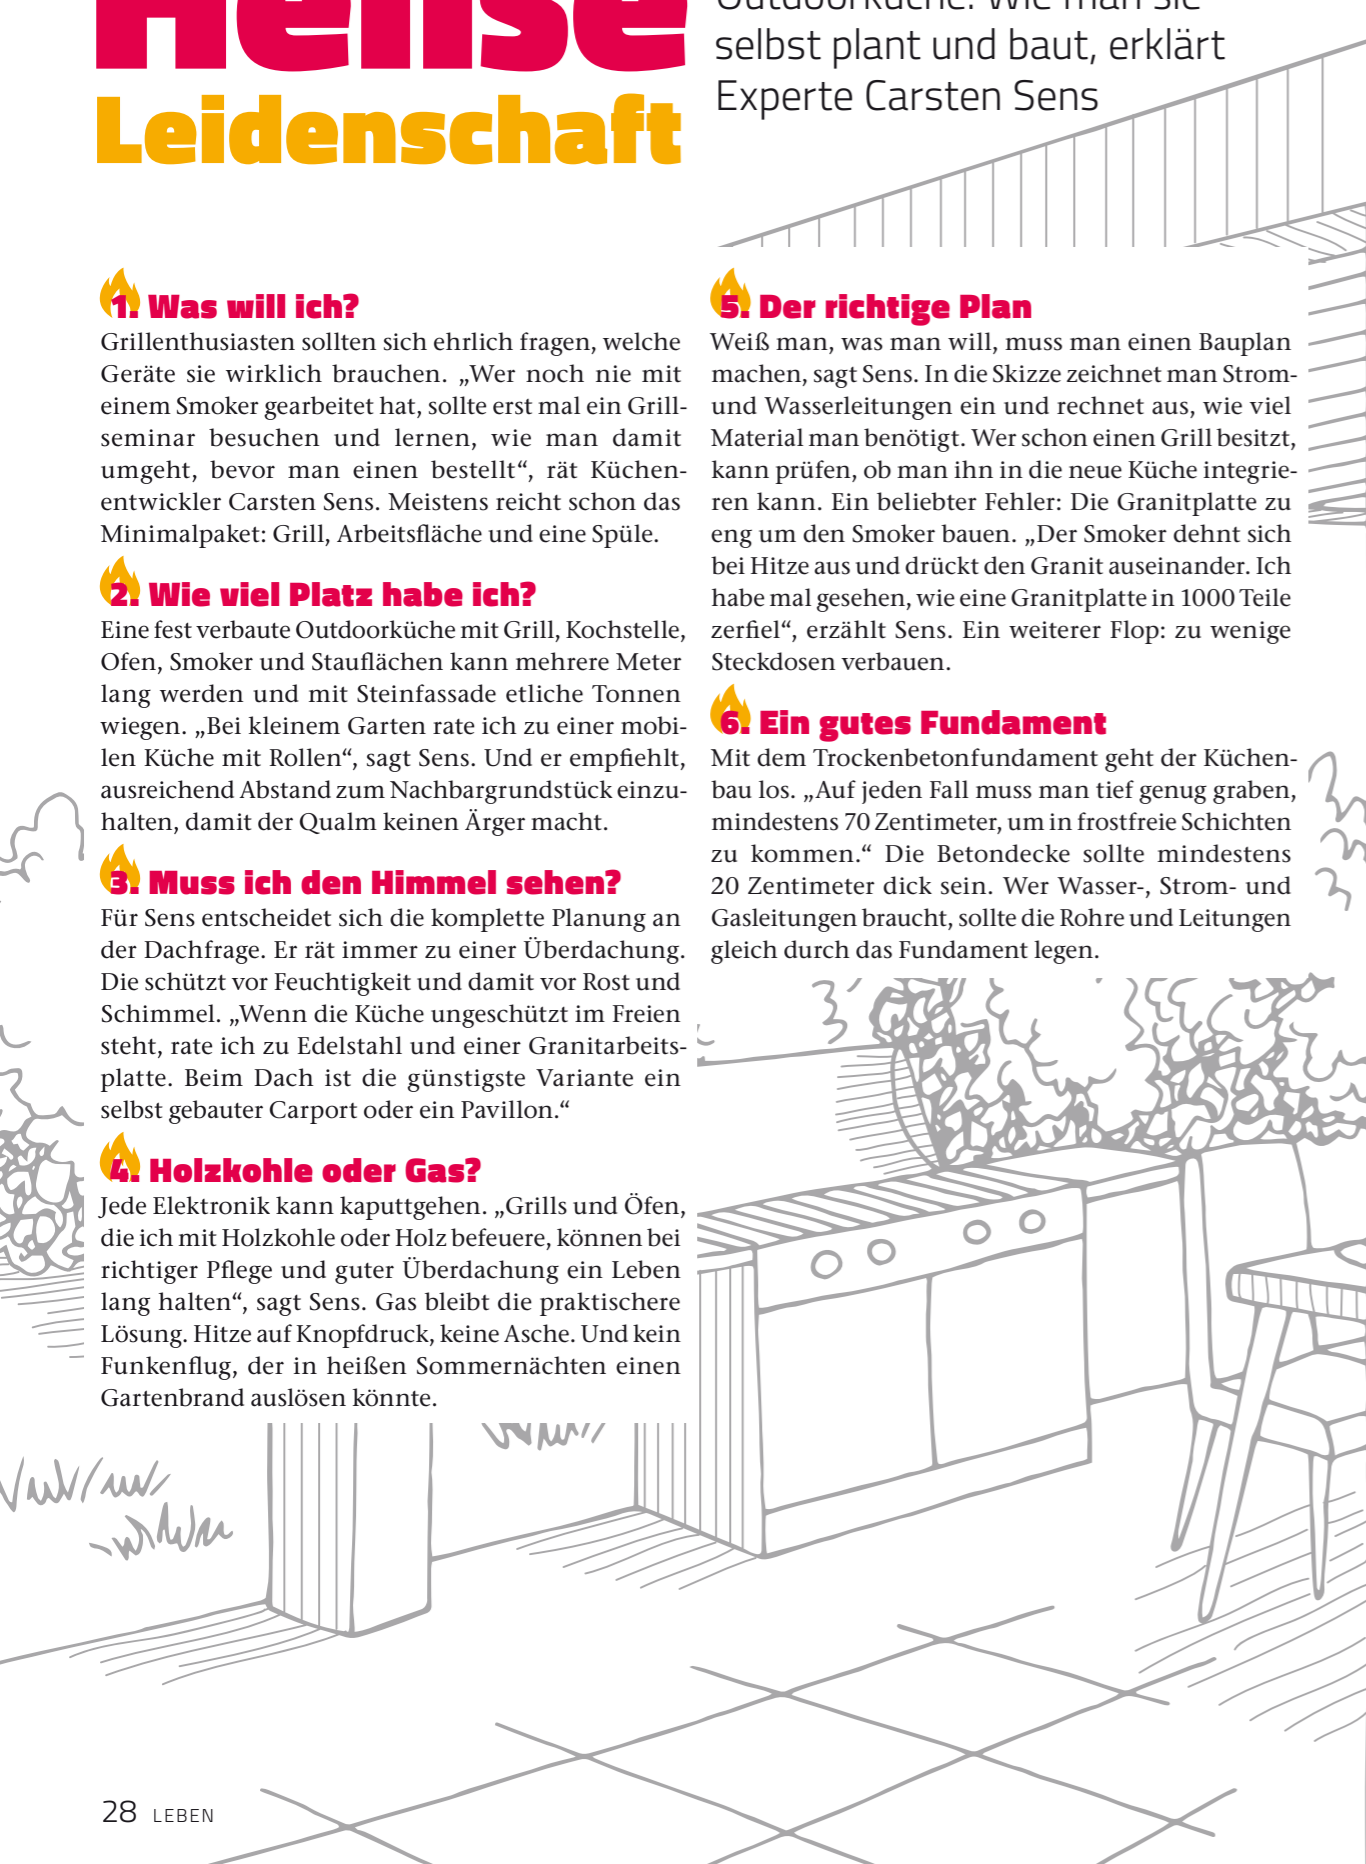 Heiße
Leidenschaft
Outdoorküche. Wie man sie
selbst plant und baut, erklärt
Experte Carsten Sens
1. Was will ich?
Grillenthusiasten sollten sich ehrlich fragen, welche
Geräte sie wirklich brauchen. „Wer noch nie mit
einem Smoker gearbeitet hat, sollte erst mal ein Grill-
seminar besuchen und lernen, wie man damit
umgeht, bevor man einen bestellt“, rät Küchen-
entwickler Carsten Sens. Meistens reicht schon das
Minimalpaket: Grill, Arbeitsfläche und eine Spüle.
2. Wie viel Platz habe ich?
Eine fest verbaute Outdoorküche mit Grill, Kochstelle,
Ofen, Smoker und Stauflächen kann mehrere Meter
lang werden und mit Steinfassade etliche Tonnen
wiegen. „Bei kleinem Garten rate ich zu einer mobi-
len Küche mit Rollen“, sagt Sens. Und er empfiehlt,
ausreichend Abstand zum Nachbargrundstück einzu-
halten, damit der Qualm keinen Ärger macht.
3. Muss ich den Himmel sehen?
Für Sens entscheidet sich die komplette Planung an
der Dachfrage. Er rät immer zu einer Überdachung.
Die schützt vor Feuchtigkeit und damit vor Rost und
Schimmel. „Wenn die Küche ungeschützt im Freien
steht, rate ich zu Edelstahl und einer Granitarbeits-
platte. Beim Dach ist die günstigste Variante ein
selbst gebauter Carport oder ein Pavillon.“
4. Holzkohle oder Gas?
Jede Elektronik kann kaputtgehen. „Grills und Öfen,
die ich mit Holzkohle oder Holz befeuere, können bei
richtiger Pflege und guter Überdachung ein Leben
lang halten“, sagt Sens. Gas bleibt die praktischere
Lösung. Hitze auf Knopfdruck, keine Asche. Und kein
Funkenflug, der in heißen Sommernächten einen
Gartenbrand auslösen könnte.
5. Der richtige Plan
Weiß man, was man will, muss man einen Bauplan
machen, sagt Sens. In die Skizze zeichnet man Strom-
und Wasserleitungen ein und rechnet aus, wie viel
Material man benötigt. Wer schon einen Grill besitzt,
kann prüfen, ob man ihn in die neue Küche integrie-
ren kann. Ein beliebter Fehler: Die Granitplatte zu
eng um den Smoker bauen. „Der Smoker dehnt sich
bei Hitze aus und drückt den Granit auseinander. Ich
habe mal gesehen, wie eine Granitplatte in 1000 Teile
zerfiel“, erzählt Sens. Ein weiterer Flop: zu wenige
Steckdosen verbauen.
6. Ein gutes Fundament
Mit dem Trockenbetonfundament geht der Küchen-
bau los. „Auf jeden Fall muss man tief genug graben,
mindestens 70 Zentimeter, um in frostfreie Schichten
zu kommen.“ Die Betondecke sollte mindestens
20 Zentimeter dick sein. Wer Wasser-, Strom- und
Gasleitungen braucht, sollte die Rohre und Leitungen
gleich durch das Fundament legen.
28 LEBEN